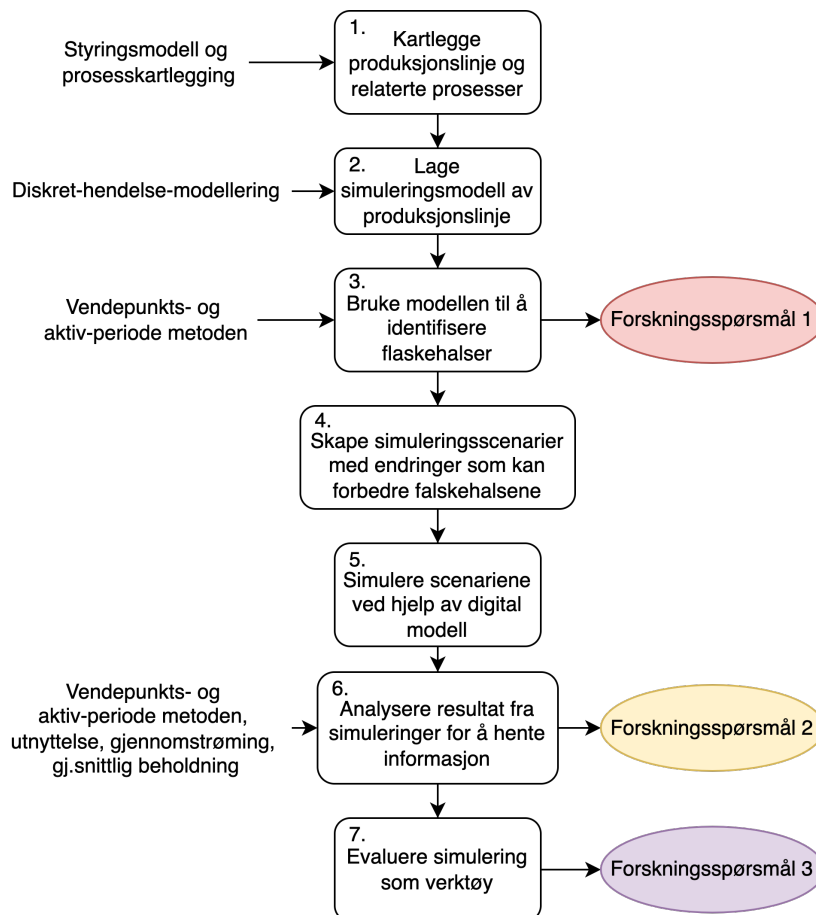 1.
Styringsmodell og
prosesskartlegging
Kartlegge
produksjonslinje og
relaterte prosesser
2.
Diskret-hendelse-modellering
Lage
simuleringsmodell av
produksjonslinje
3.
Vendepunkts- og
aktiv-periode metoden
Bruke modellen til å
identifisere
flaskehalser
Forskningsspørsmål 1
4.
Skape simuleringsscenarier
med endringer som kan
forbedre falskehalsene
5.
Simulere scenariene
ved hjelp av digital
modell
6.
Vendepunkts- og
aktiv-periode metoden,
utnyttelse, gjennomstrøming,
gj.snittlig beholdning
Analysere resultat fra
simuleringer for å hente
informasjon
Forskningsspørsmål 2
7.
Evaluere simulering
som verktøy
Forskningsspørsmål 3